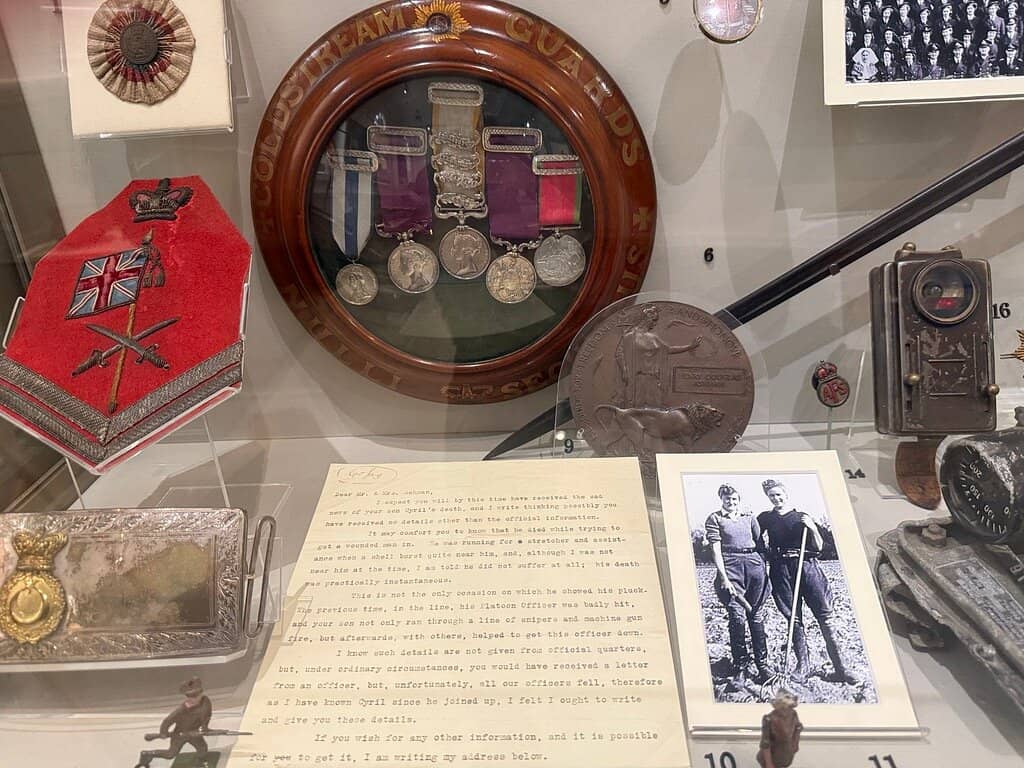 COLDSTREAM GUARDS
6
16
AFS
9
14
Dear Mr. & Mrs. Ashman,
I expect you will by this time have received the sad
news of your son Cyril's death, and I write thinking possibly you
have received no details other than the official information.
It may comfort you to know that he died while trying to
get a wounded man in. He was running for a stretcher and assist-
ance when a shell burst quite near him, and, although I was not
near him at the time, I am told he did not suffer at all; his death
was practically instantaneous.
This is not the only occasion on which he showed his pluck.
The previous time, in the line, his Platoon Officer was badly hit,
and your son not only ran through a line of snipers and machine gun
fire, but afterwards, with others, helped to get this officer down.
I know such details are not given from official quarters,
but, under ordinary circumstances, you would have received a letter
from an officer, but, unfortunately, all our officers fell, therefore
as I have known Cyril since he joined up, I felt I ought to write
and give you these details.
If you wish for any other information, and it is possible
for you to get it, I am writing my address below.
10
11